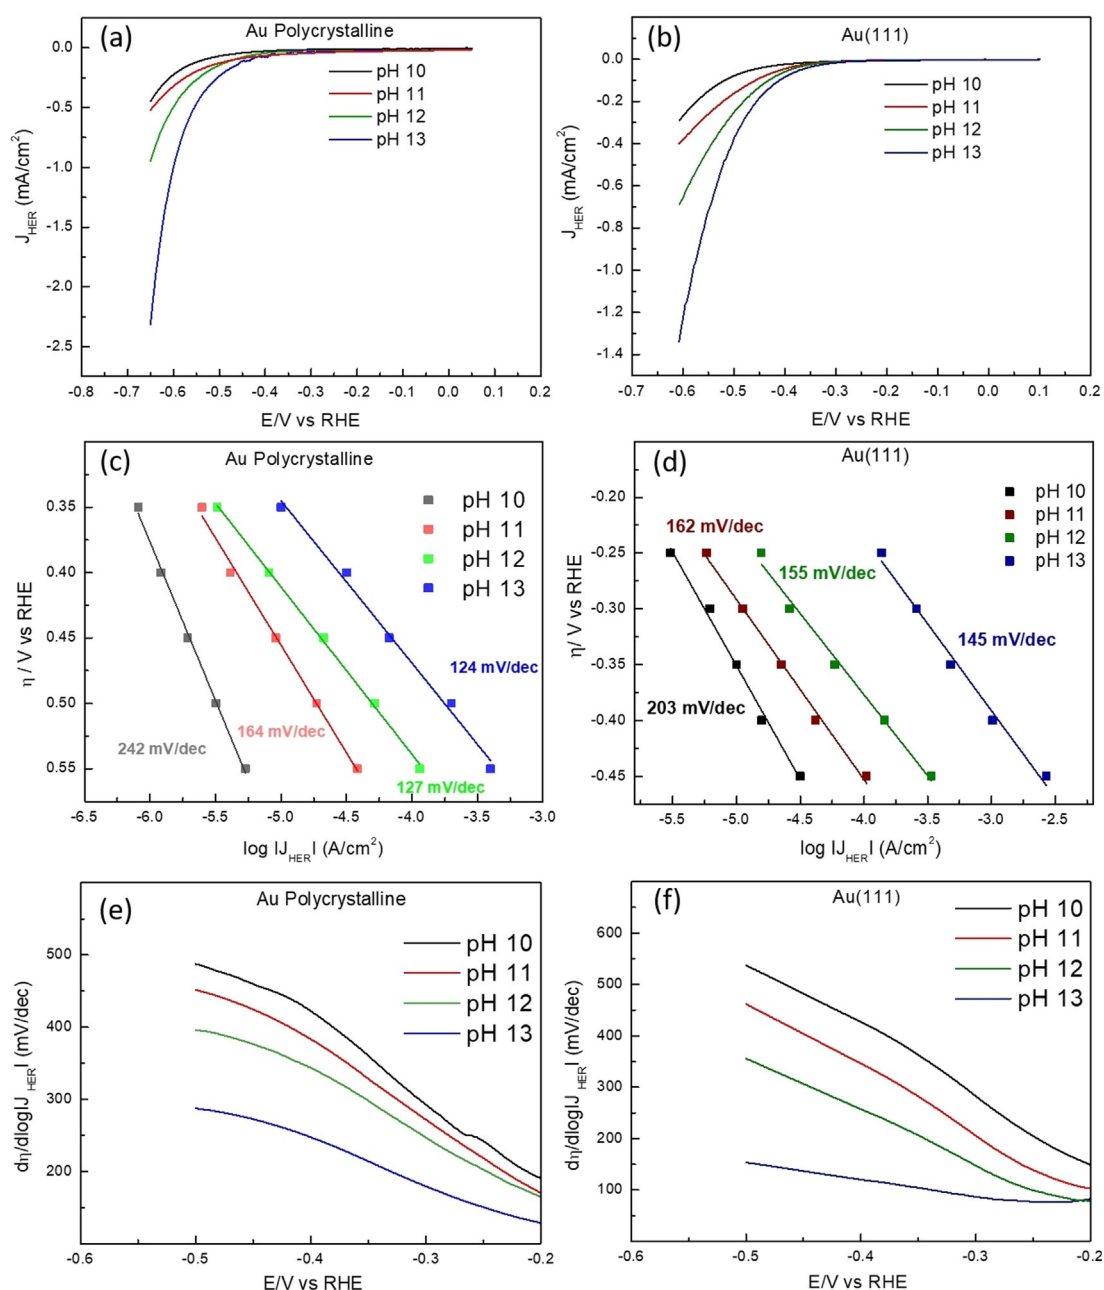 (a)
Au Polycrystalline
pH 10
pH 11
pH 12
pH 13
0.0
-0.5
-1.0
-1.5
-2.0
-2.5
J_HER (mA/cm²)
-0.8 -0.7 -0.6 -0.5 -0.4 -0.3 -0.2 -0.1 0.0 0.1 0.2
E/V vs RHE
(b)
Au(111)
pH 10
pH 11
pH 12
pH 13
0.0
-0.2
-0.4
-0.6
-0.8
-1.0
-1.2
-1.4
J_HER (mA/cm²)
-0.7 -0.6 -0.5 -0.4 -0.3 -0.2 -0.1 0.0 0.1 0.2
E/V vs RHE
(c)
Au Polycrystalline
pH 10
pH 11
pH 12
pH 13
0.35
0.40
0.45
0.50
0.55
η/ V vs RHE
124 mV/dec
164 mV/dec
242 mV/dec
127 mV/dec
-6.5 -6.0 -5.5 -5.0 -4.5 -4.0 -3.5 -3.0
log |J_HER| (A/cm²)
(d)
Au(111)
pH 10
pH 11
pH 12
pH 13
-0.20
-0.25
-0.30
-0.35
-0.40
-0.45
η/ V vs RHE
162 mV/dec
155 mV/dec
145 mV/dec
203 mV/dec
-5.5 -5.0 -4.5 -4.0 -3.5 -3.0 -2.5
log |J_HER| (A/cm²)
(e)
Au Polycrystalline
pH 10
pH 11
pH 12
pH 13
500
400
300
200
dη/dlog|J_HER| (mV/dec)
-0.6 -0.5 -0.4 -0.3 -0.2
E/V vs RHE
(f)
Au(111)
pH 10
pH 11
pH 12
pH 13
600
500
400
300
200
100
dη/dlog|J_HER| (mV/dec)
-0.6 -0.5 -0.4 -0.3 -0.2
E/V vs RHE